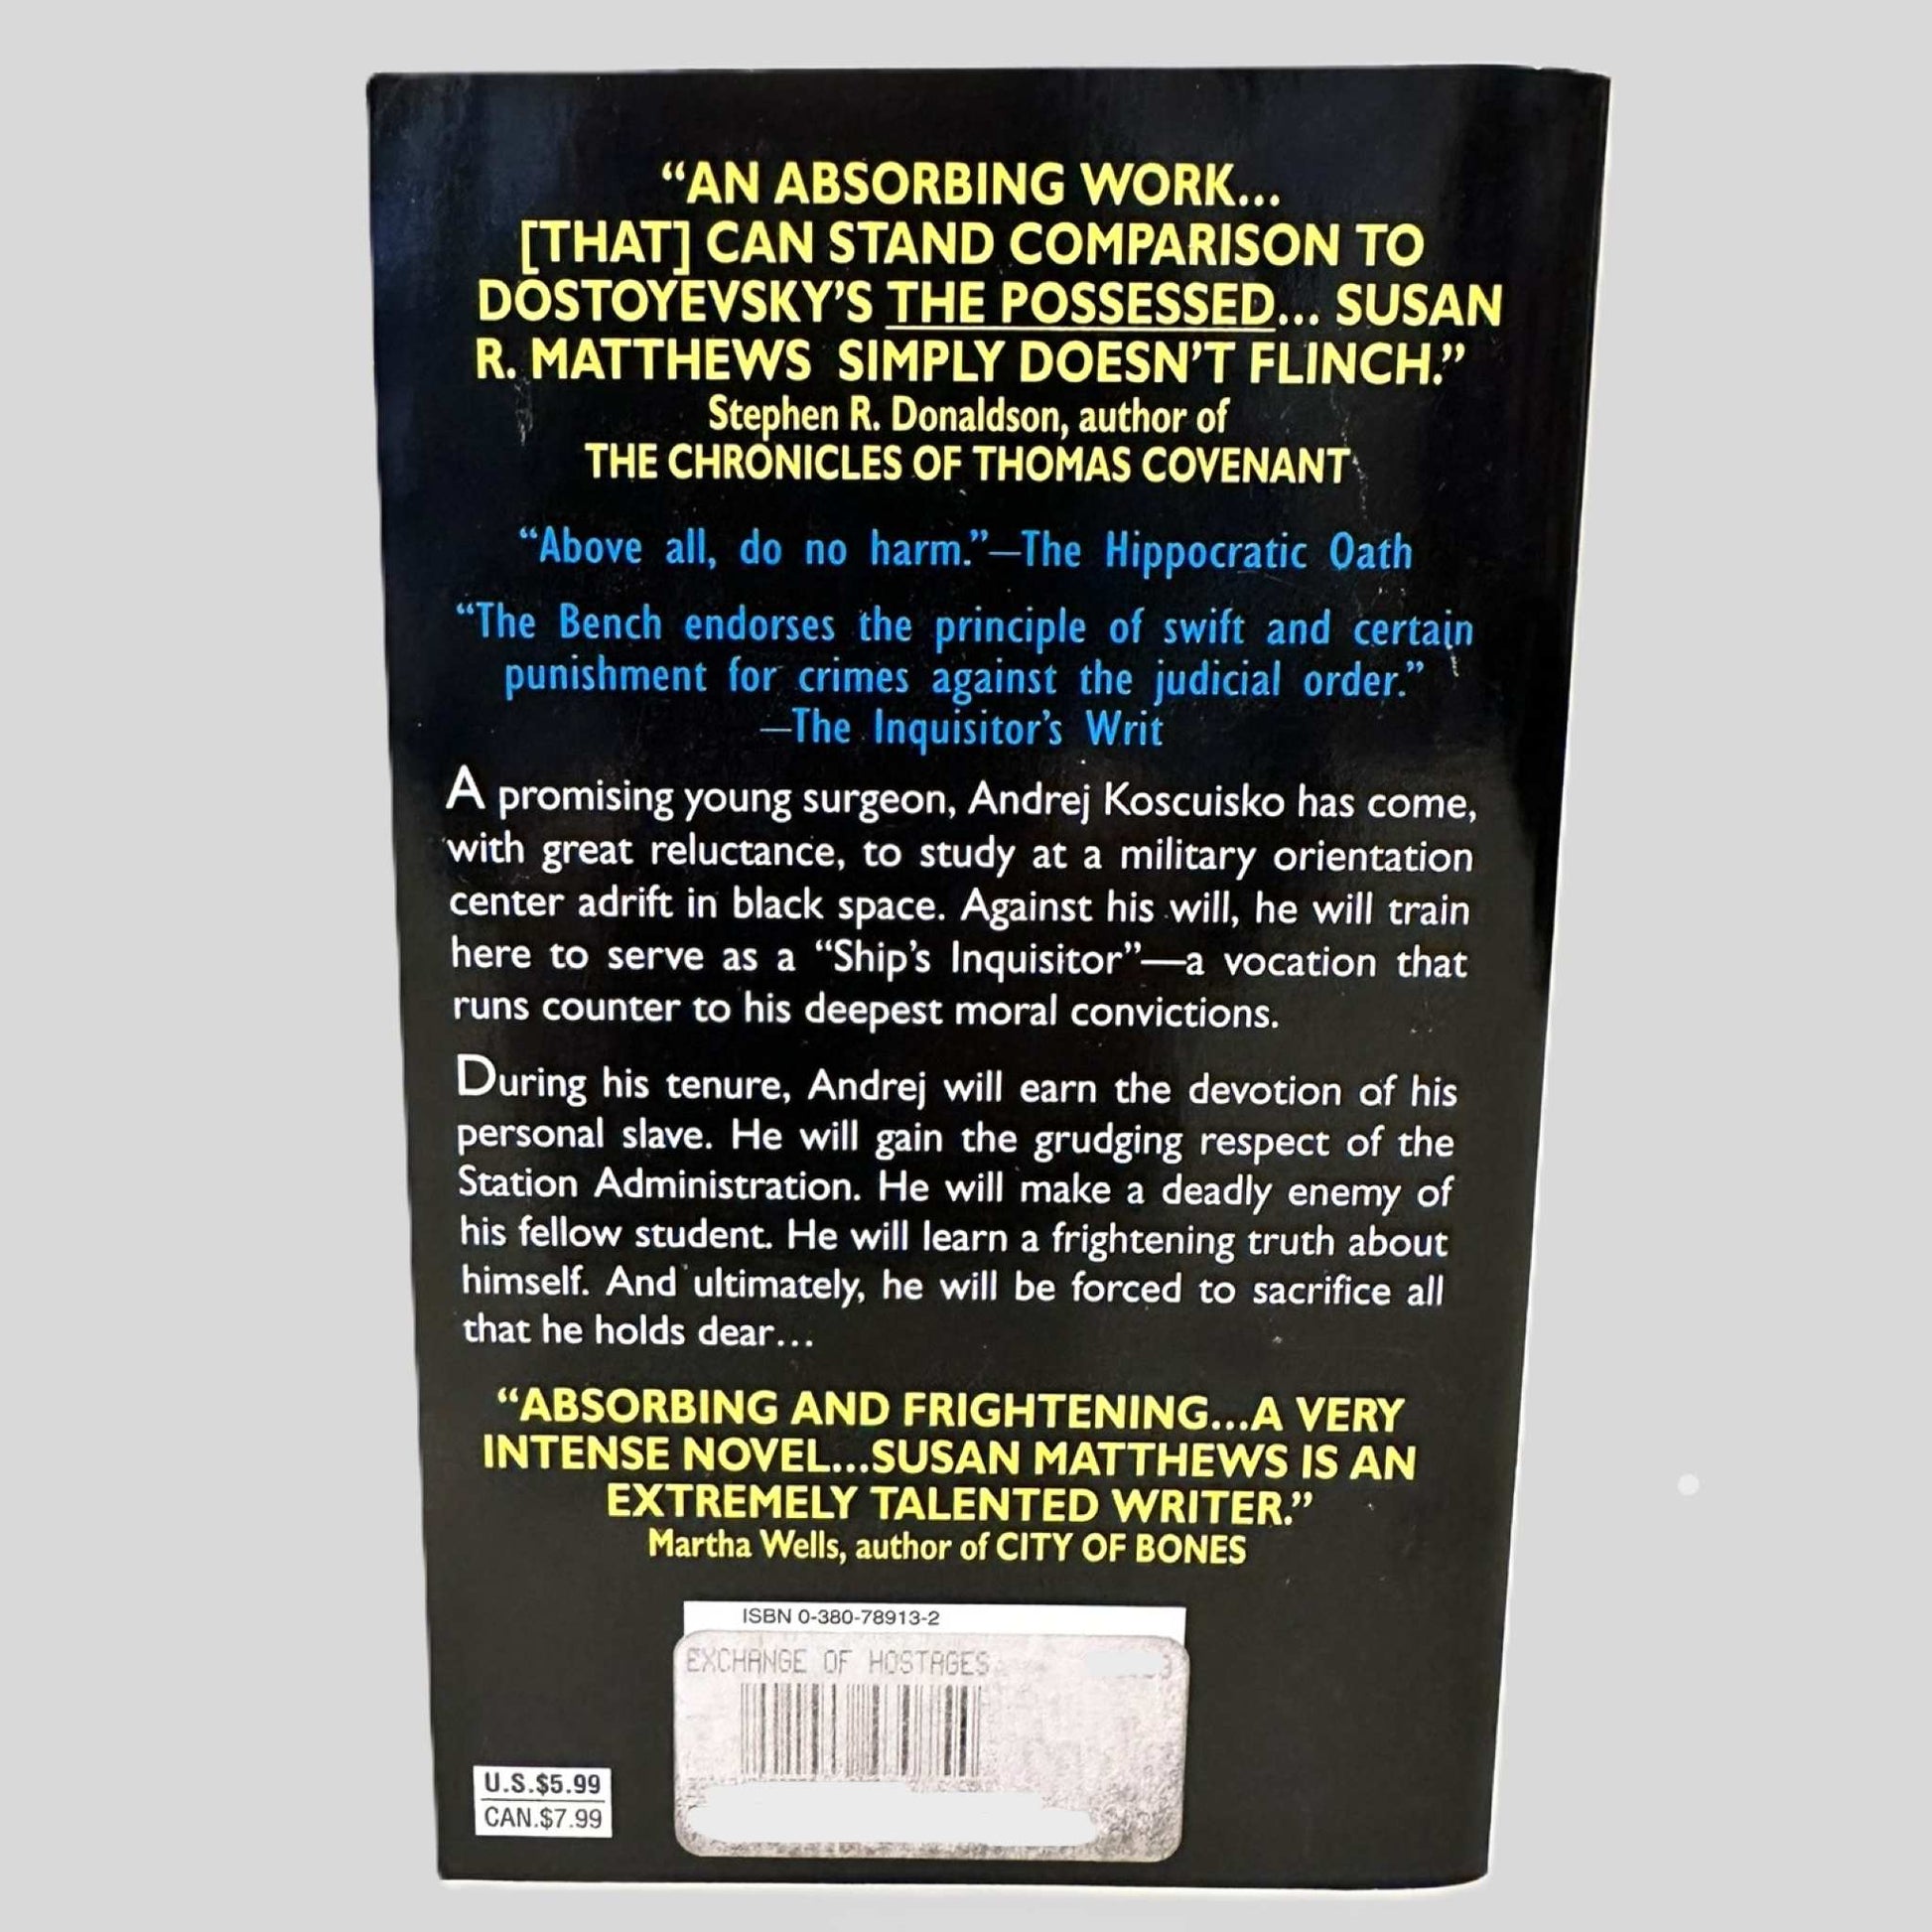 “AN ABSORBING WORK...
[THAT] CAN STAND COMPARISON TO
DOSTOYEVSKY’S THE POSSESSED... SUSAN
R. MATTHEWS SIMPLY DOESN’T FLINCH.”
Stephen R. Donaldson, author of
THE CHRONICLES OF THOMAS COVENANT
“Above all, do no harm.”—The Hippocratic Oath
“The Bench endorses the principle of swift and certain
punishment for crimes against the judicial order.”
—The Inquisitor’s Writ
A promising young surgeon, Andrej Koscuisko has come,
with great reluctance, to study at a military orientation
center adrift in black space. Against his will, he will train
here to serve as a “Ship’s Inquisitor”—a vocation that
runs counter to his deepest moral convictions.
During his tenure, Andrej will earn the devotion of his
personal slave. He will gain the grudging respect of the
Station Administration. He will make a deadly enemy of
his fellow student. He will learn a frightening truth about
himself. And ultimately, he will be forced to sacrifice all
that he holds dear...
“ABSORBING AND FRIGHTENING...A VERY
INTENSE NOVEL...SUSAN MATTHEWS IS AN
EXTREMELY TALENTED WRITER.”
Martha Wells, author of CITY OF BONES
ISBN 0-380-78913-2
EXCHANGE OF HOSTAGES
U.S.$5.99
CAN.$7.99